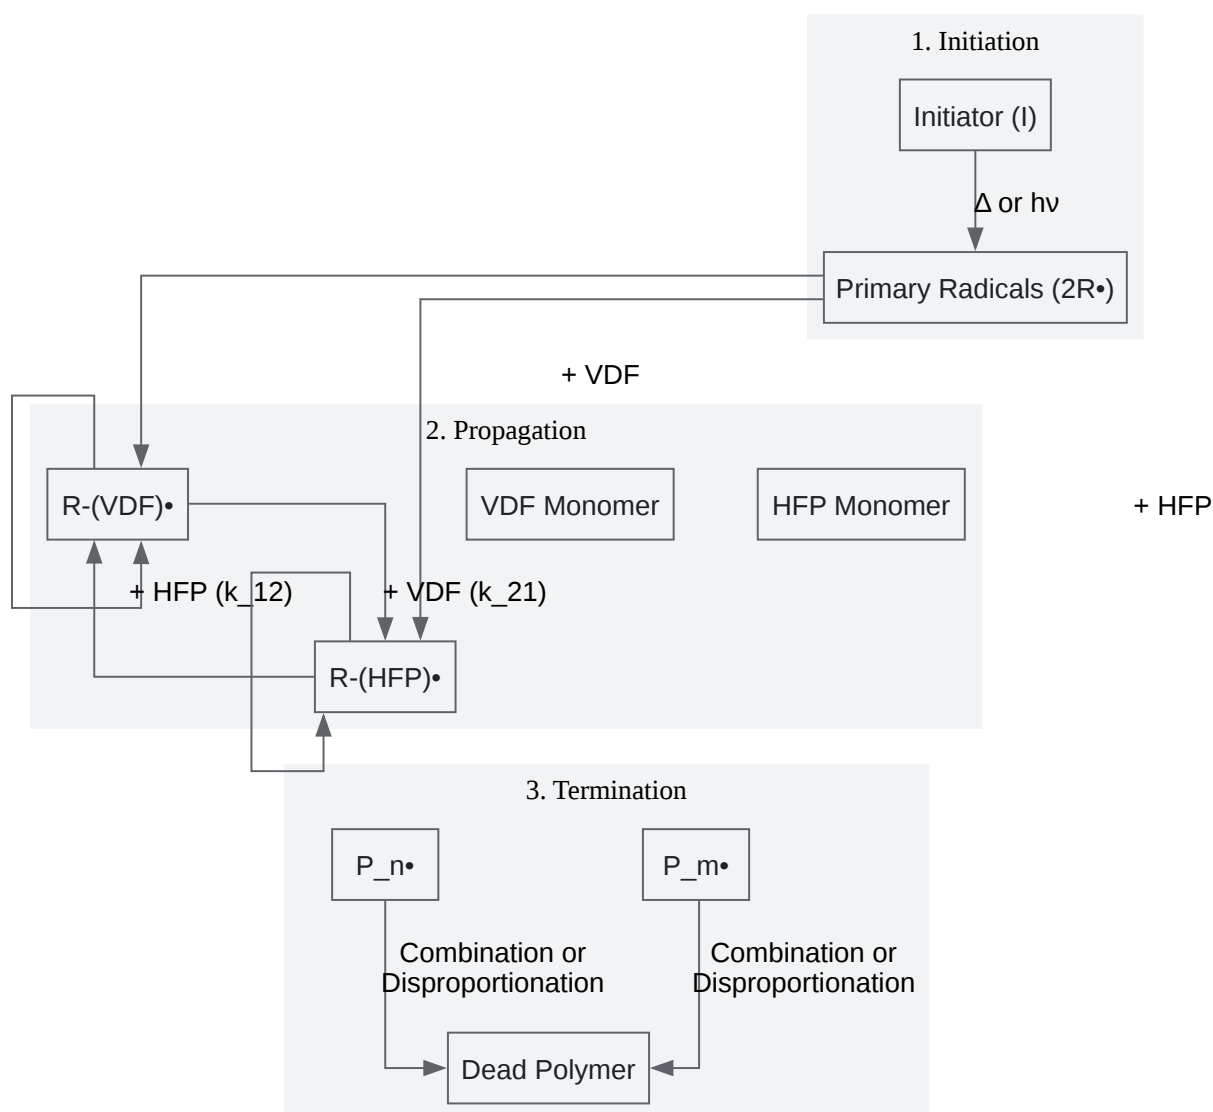 1. Initiation
Initiator (I)
Δ or hν
Primary Radicals (2R•)
+ VDF
2. Propagation
R-(VDF)•
VDF Monomer
HFP Monomer
+ HFP
+ HFP (k_12)
+ VDF (k_21)
R-(HFP)•
3. Termination
P_n•
P_m•
Combination or
Disproportionation
Combination or
Disproportionation
Dead Polymer